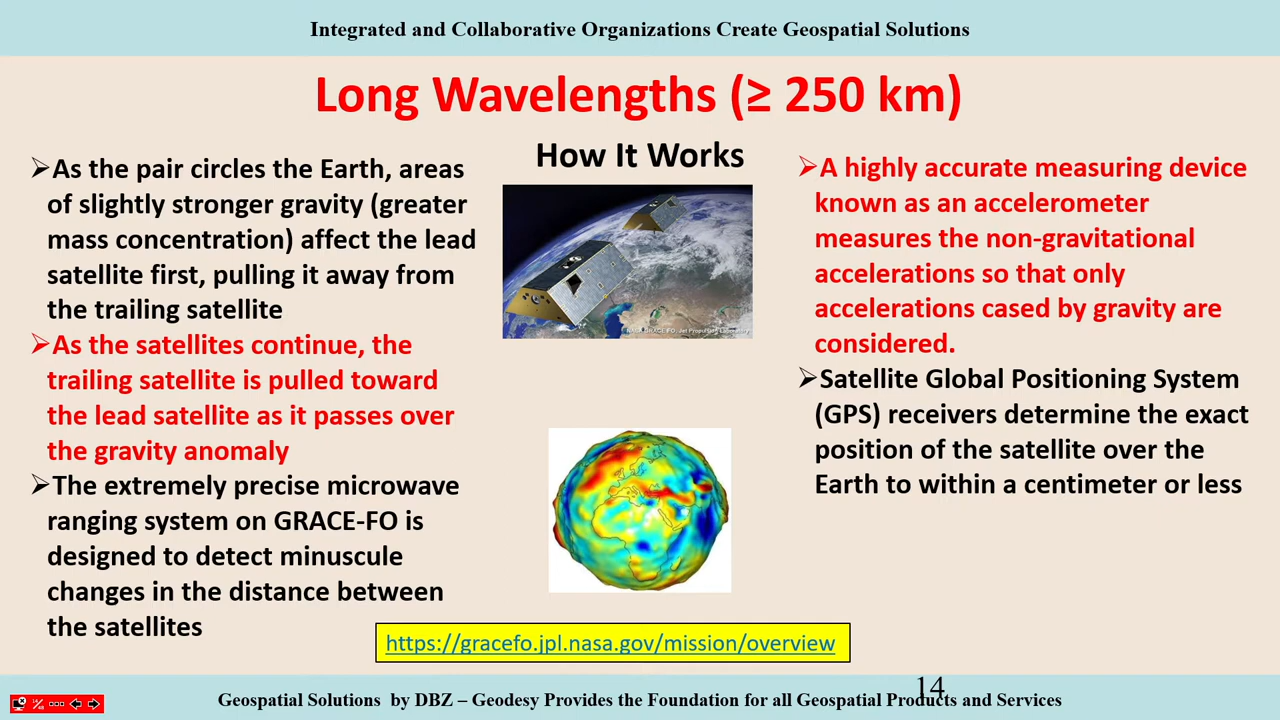 Integrated and Collaborative Organizations Create Geospatial Solutions
Long Wavelengths (≥ 250 km)
➢As the pair circles the Earth, areas
of slightly stronger gravity (greater
mass concentration) affect the lead
satellite first, pulling it away from
the trailing satellite
➢As the satellites continue, the
trailing satellite is pulled toward
the lead satellite as it passes over
the gravity anomaly
➢The extremely precise microwave
ranging system on GRACE-FO is
designed to detect minuscule
changes in the distance between
the satellites
How It Works
NASA GRACE FO, Jet Propulsion Laboratory
➢A highly accurate measuring device
known as an accelerometer
measures the non-gravitational
accelerations so that only
accelerations cased by gravity are
considered.
➢Satellite Global Positioning System
(GPS) receivers determine the exact
position of the satellite over the
Earth to within a centimeter or less
https://gracefo.jpl.nasa.gov/mission/overview
14
Geospatial Solutions by DBZ – Geodesy Provides the Foundation for all Geospatial Products and Services